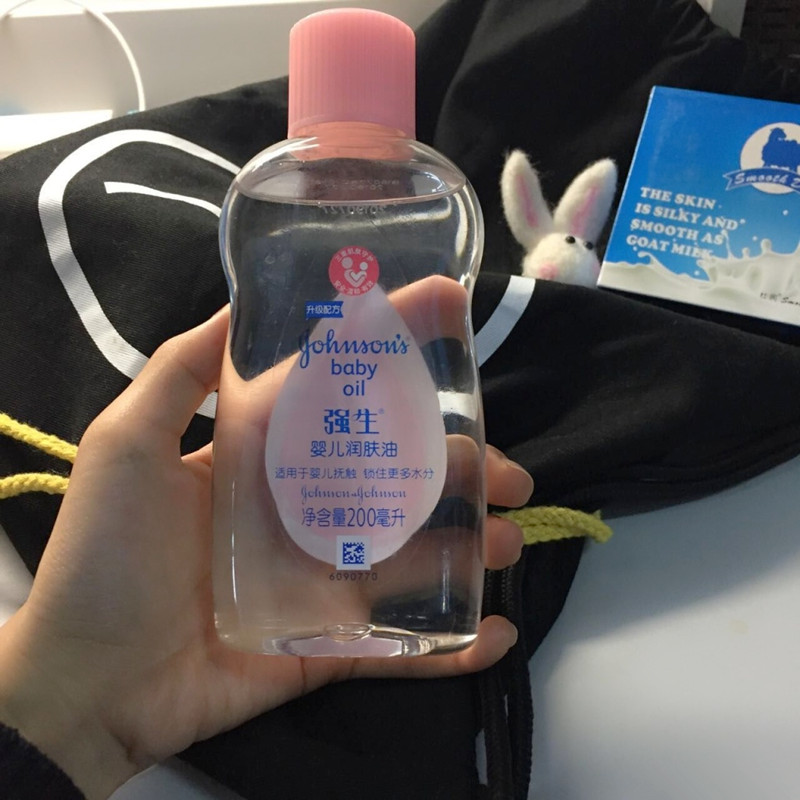 升级配方
Johnson's®
baby
oil
强生®
婴儿润肤油
适用于婴儿抚触 锁住更多水分
Johnson & Johnson
净含量200毫升
6090770
Smooth
THE SKIN
IS SILKY AND
SMOOTH AS
GOAT MILK